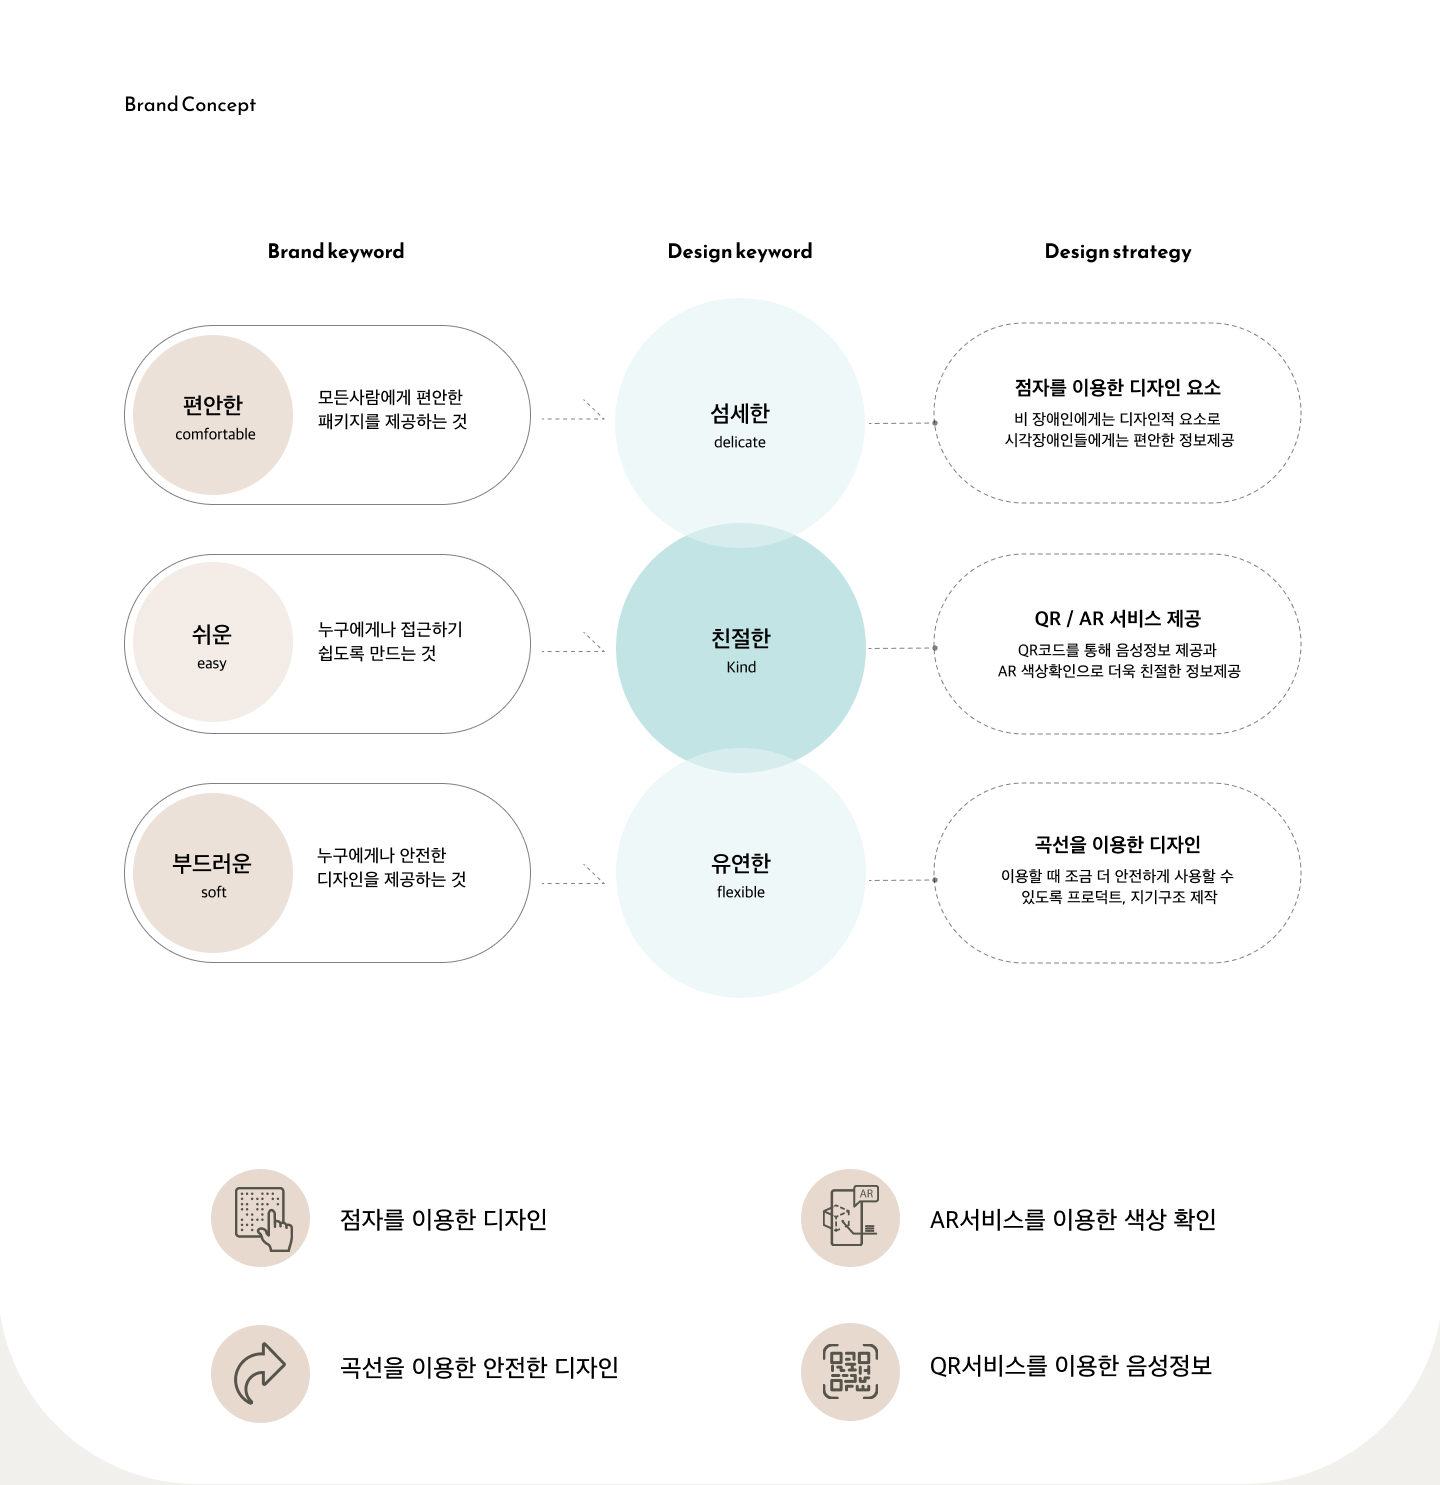 Brand Concept
Brand keyword
Design keyword
Design strategy
편안한
comfortable
모든사람에게 편안한
패키지를 제공하는 것
섬세한
delicate
점자를 이용한 디자인 요소
비 장애인에게는 디자인적 요소로
시각장애인들에게는 편안한 정보제공
쉬운
easy
누구에게나 접근하기
쉽도록 만드는 것
친절한
Kind
QR / AR 서비스 제공
QR코드를 통해 음성정보 제공과
AR 색상확인으로 더욱 친절한 정보제공
부드러운
soft
누구에게나 안전한
디자인을 제공하는 것
유연한
flexible
곡선을 이용한 디자인
이용할 때 조금 더 안전하게 사용할 수
있도록 프로덕트, 지기구조 제작
점자를 이용한 디자인
AR
AR서비스를 이용한 색상 확인
곡선을 이용한 안전한 디자인
QR서비스를 이용한 음성정보